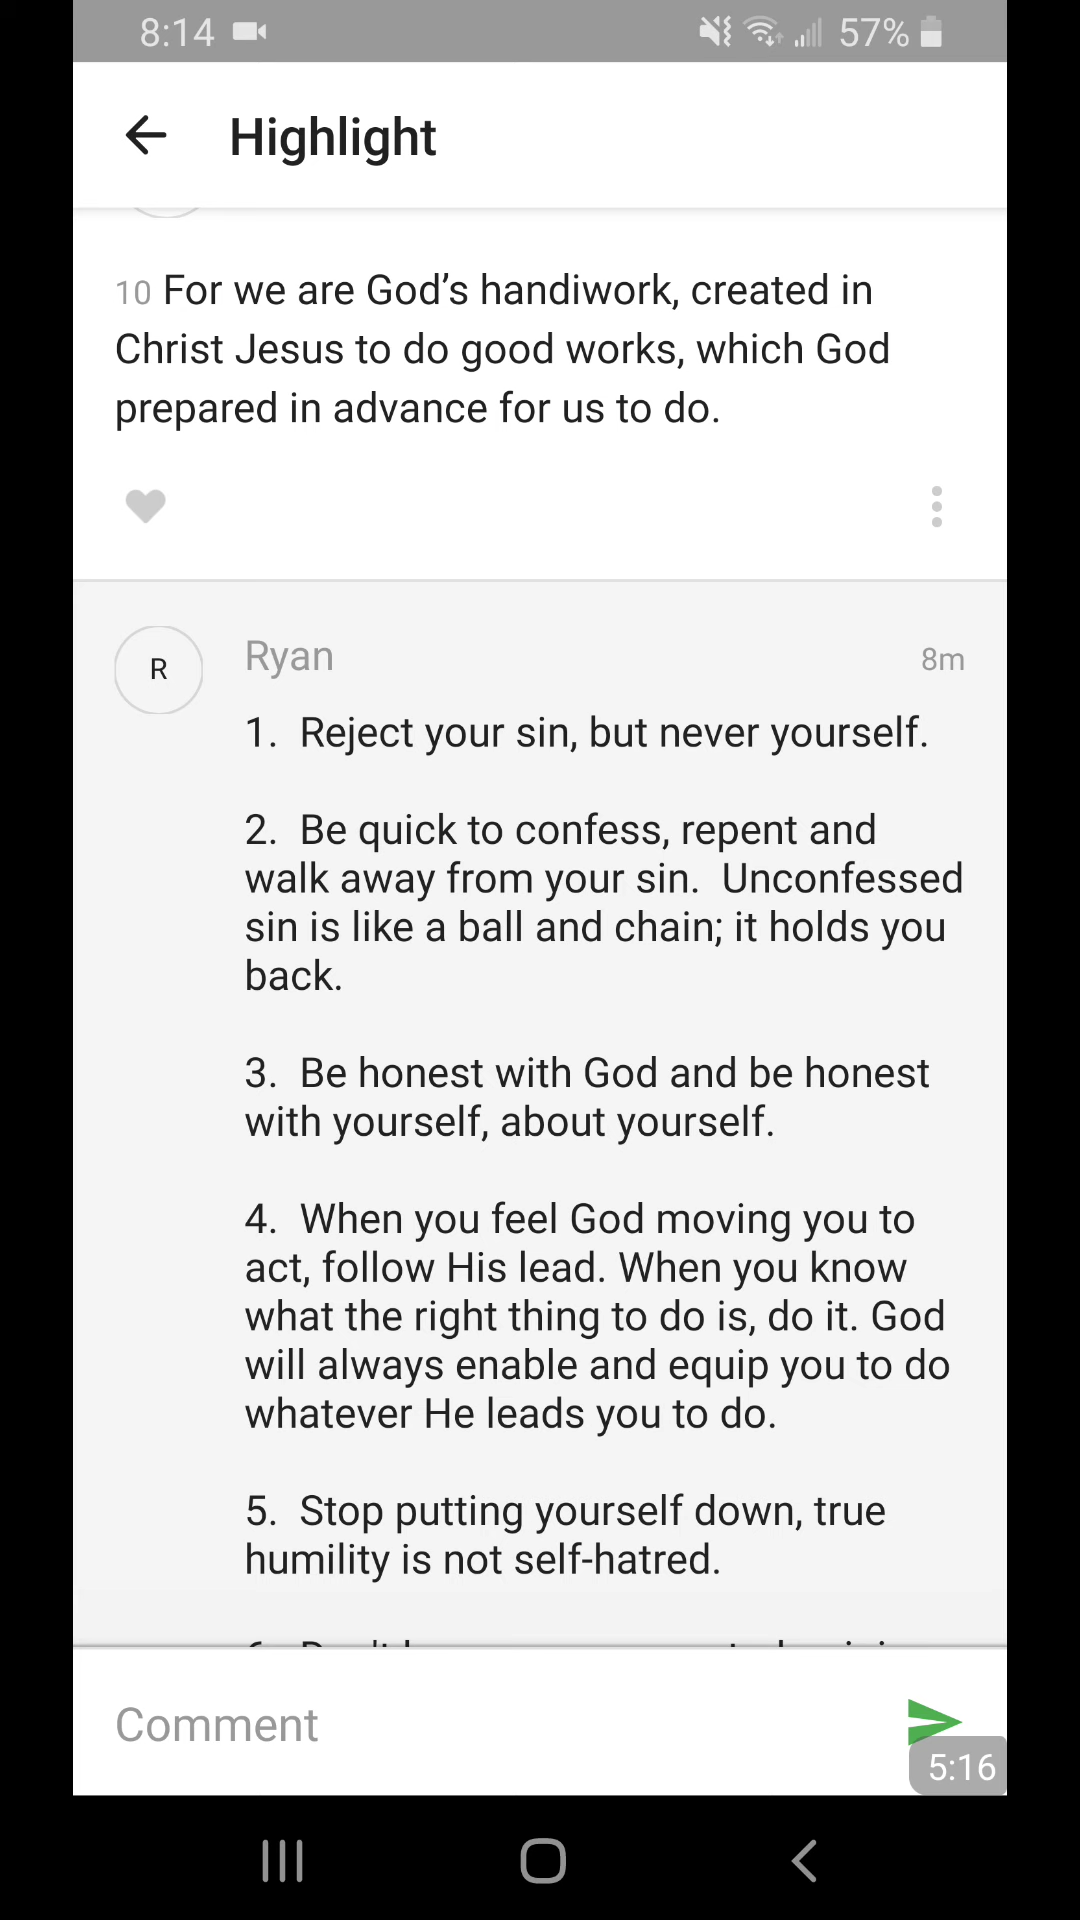 8:14
57%
Highlight
10 For we are God’s handiwork, created in
Christ Jesus to do good works, which God
prepared in advance for us to do.
R
Ryan
8m
1.  Reject your sin, but never yourself.
2.  Be quick to confess, repent and
walk away from your sin.  Unconfessed
sin is like a ball and chain; it holds you
back.
3.  Be honest with God and be honest
with yourself, about yourself.
4.  When you feel God moving you to
act, follow His lead. When you know
what the right thing to do is, do it. God
will always enable and equip you to do
whatever He leads you to do.
5.  Stop putting yourself down, true
humility is not self-hatred.
Comment
5:16